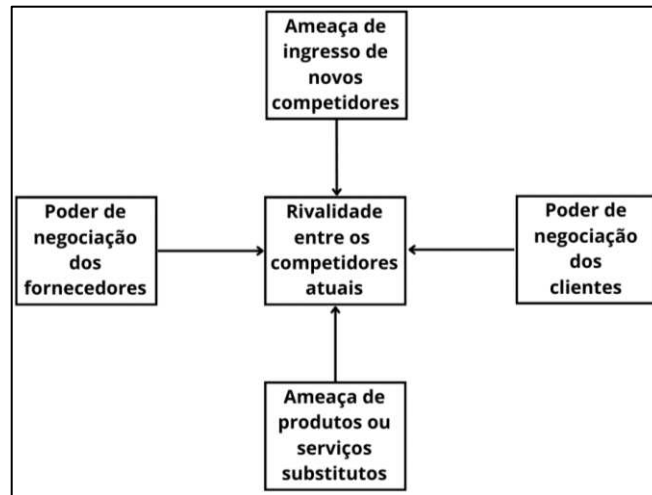 Ameaça de
ingresso de
novos
competidores
Poder de
negociação
dos
fornecedores
Rivalidade
entre os
competidores
atuais
Poder de
negociação
dos
clientes
Ameaça de
produtos ou
serviços
substitutos